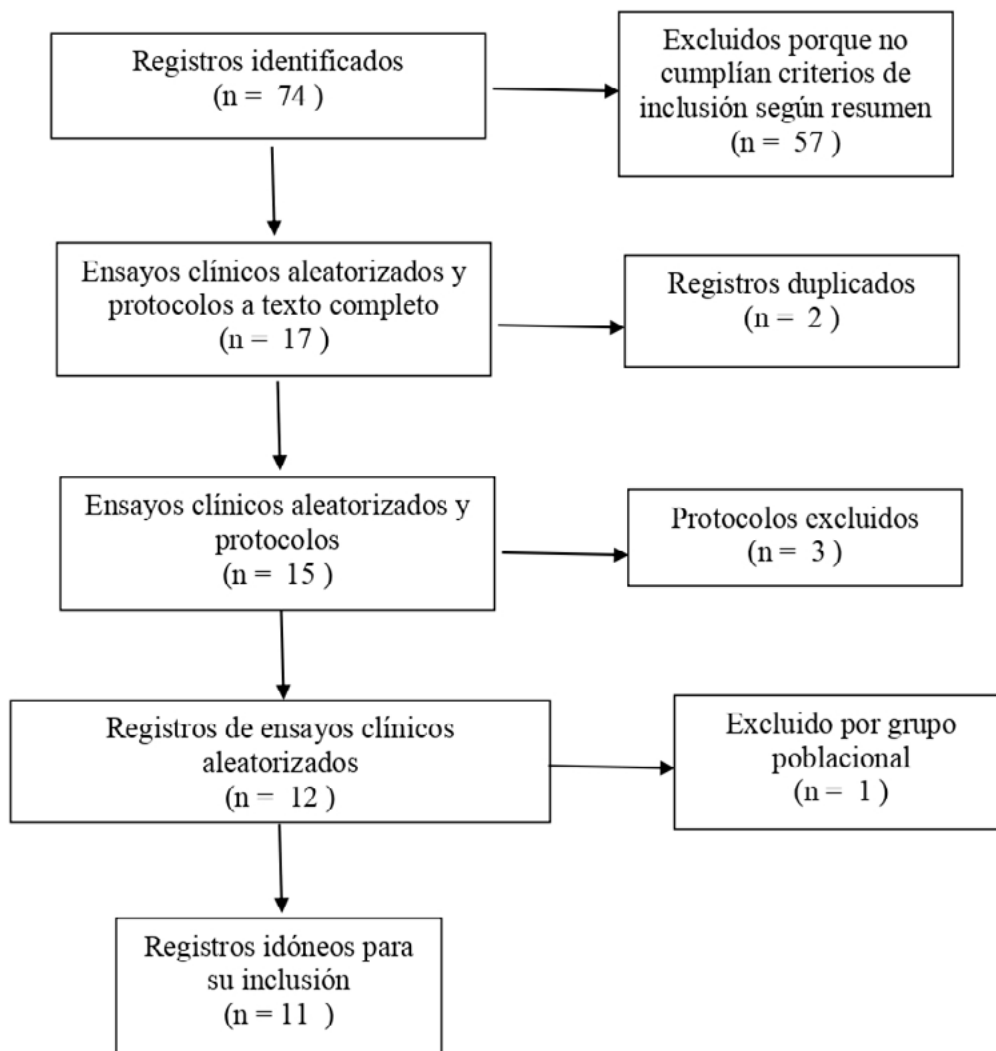 Registros identificados
(n = 74 )
Excluidos porque no
cumplían criterios de
inclusión según resumen
(n = 57 )
Ensayos clínicos aleatorizados y
protocolos a texto completo
(n = 17 )
Registros duplicados
(n = 2 )
Ensayos clínicos aleatorizados y
protocolos
(n = 15 )
Protocolos excluidos
(n = 3 )
Registros de ensayos clínicos
aleatorizados
(n = 12 )
Excluido por grupo
poblacional
(n = 1 )
Registros idóneos para
su inclusión
(n = 11 )